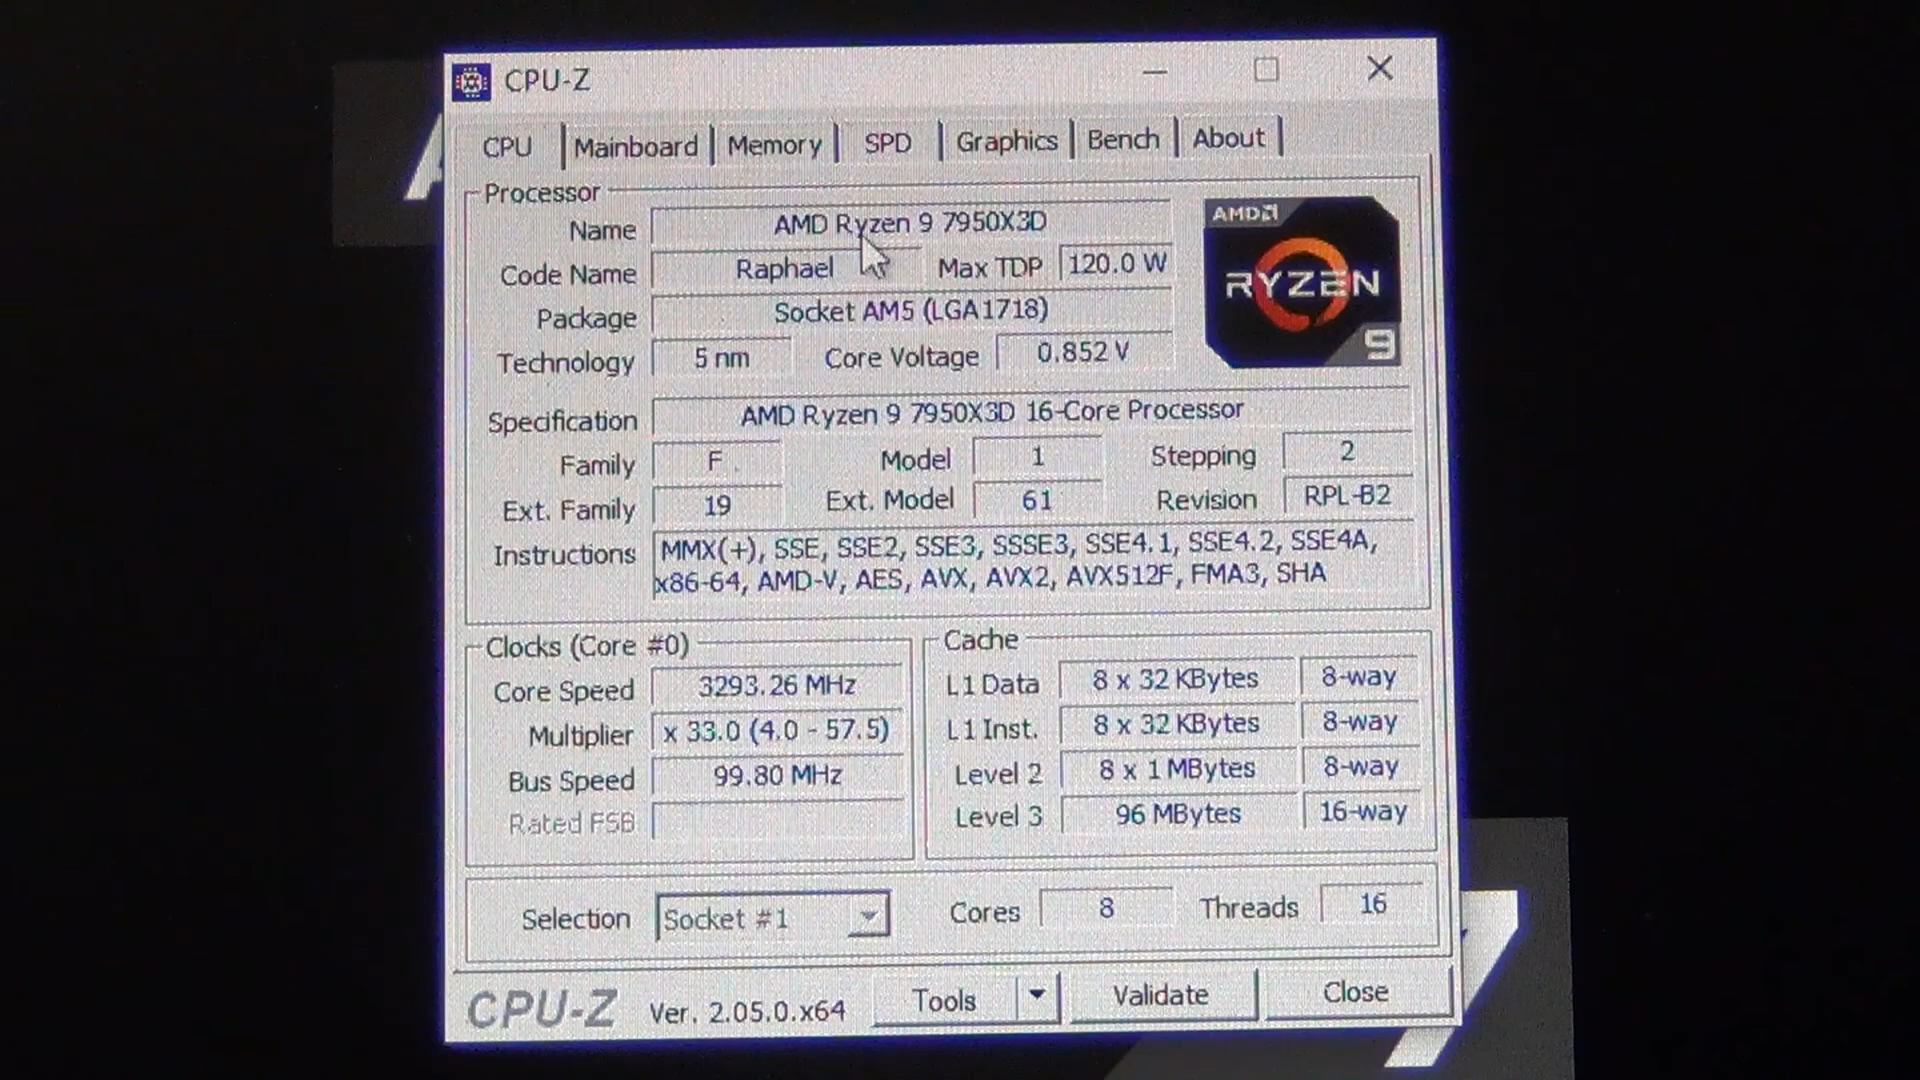 CPU-Z
CPU Mainboard Memory SPD Graphics Bench About
Processor
Name AMD Ryzen 9 7950X3D
Code Name Raphael Max TDP 120.0 W
Package Socket AM5 (LGA1718)
Technology 5 nm Core Voltage 0.852 V
AMD
RYZEN
9
Specification AMD Ryzen 9 7950X3D 16-Core Processor
Family F Model 1 Stepping 2
Ext. Family 19 Ext. Model 61 Revision RPL-B2
Instructions MMX(+), SSE, SSE2, SSE3, SSSE3, SSE4.1, SSE4.2, SSE4A,
x86-64, AMD-V, AES, AVX, AVX2, AVX512F, FMA3, SHA
Clocks (Core #0)
Core Speed 3293.26 MHz
Multiplier x 33.0 (4.0 - 57.5)
Bus Speed 99.80 MHz
Rated FSB
Cache
L1 Data 8 x 32 KBytes 8-way
L1 Inst. 8 x 32 KBytes 8-way
Level 2 8 x 1 MBytes 8-way
Level 3 96 MBytes 16-way
Selection Socket #1 Cores 8 Threads 16
CPU-Z Ver. 2.05.0.x64 Tools Validate Close